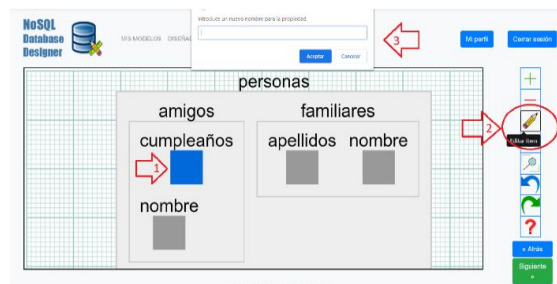 NoSQL
Database
Designer
MIS MODELOS
Introduce un nuevo nombre para la propiedad
Aceptar
Cancelar
3
Mi perfil
Cerrar sesión
personas
amigos
familiares
cumpleaños
apellidos
nombre
1
nombre
2
?
« Atrás
Siguiente
»